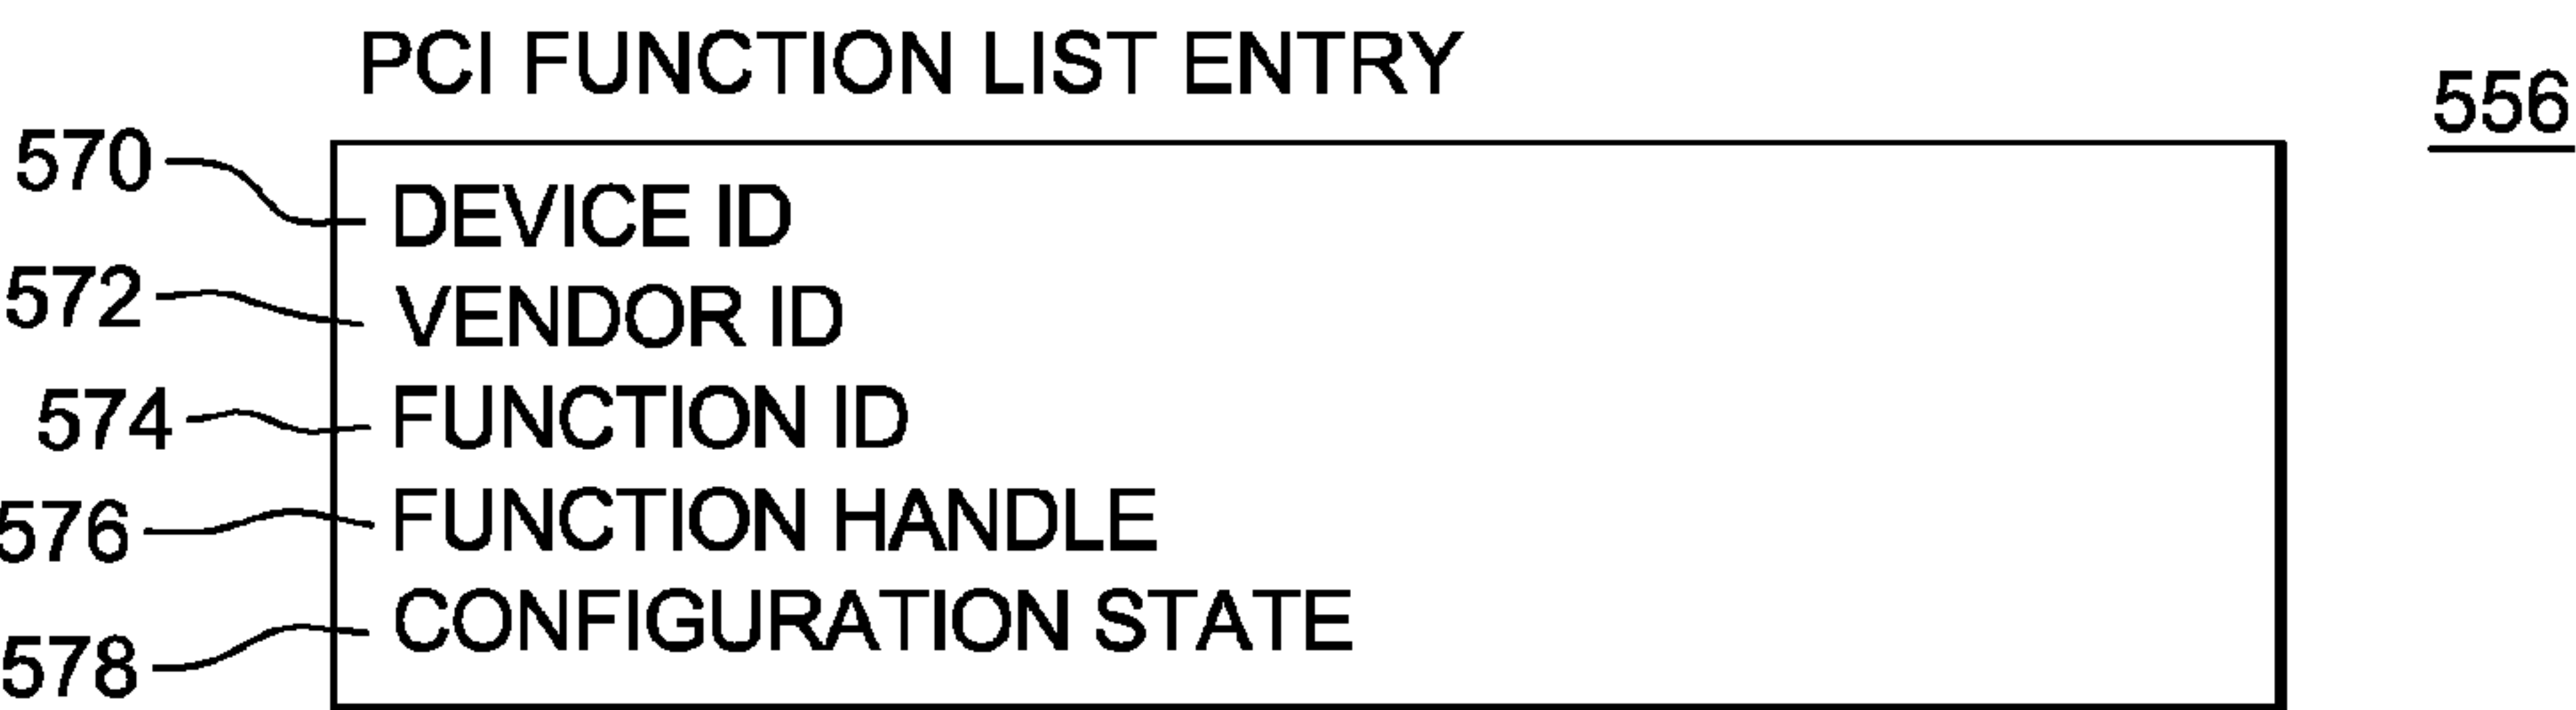 PCI FUNCTION LIST ENTRY
556
570 DEVICE ID
572 VENDOR ID
574 FUNCTION ID
576 FUNCTION HANDLE
578 CONFIGURATION STATE